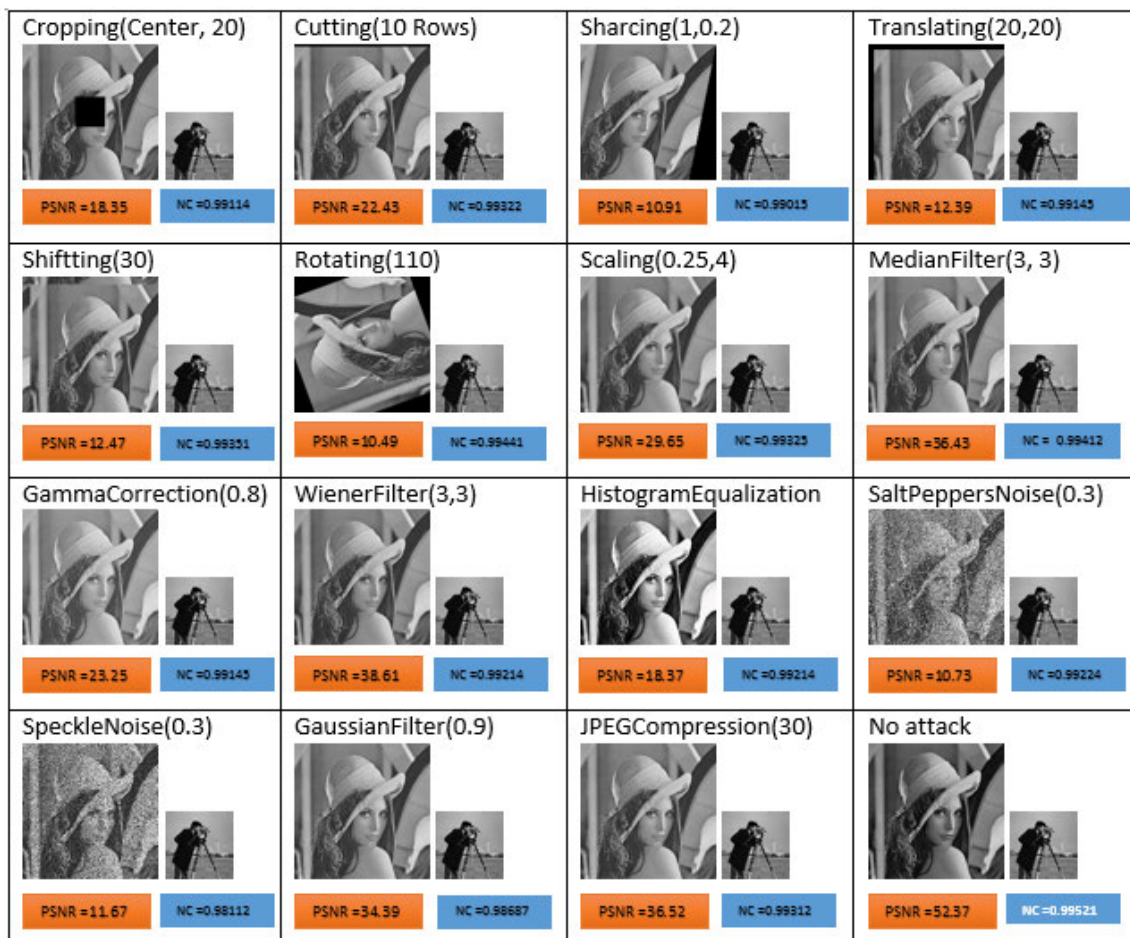 Cropping(Center, 20)
PSNR =18.35
NC =0.99114
Cutting(10 Rows)
PSNR =22.43
NC =0.99322
Sharcing(1,0.2)
PSNR =10.91
NC =0.99015
Translating(20,20)
PSNR =12.39
NC =0.99145
Shiftting(30)
PSNR =12.47
NC =0.99351
Rotating(110)
PSNR =10.49
NC =0.99441
Scaling(0.25,4)
PSNR =29.65
NC =0.99325
MedianFilter(3, 3)
PSNR =36.43
NC = 0.99412
GammaCorrection(0.8)
PSNR =23.25
NC =0.99145
WienerFilter(3,3)
PSNR =38.61
NC =0.99214
HistogramEqualization
PSNR =18.37
NC =0.99214
SaltPeppersNoise(0.3)
PSNR =10.73
NC =0.99224
SpeckleNoise(0.3)
PSNR =11.67
NC =0.98112
GaussianFilter(0.9)
PSNR =34.39
NC =0.98687
JPEGCompression(30)
PSNR =36.52
NC =0.99312
No attack
PSNR =52.37
NC=0.99521